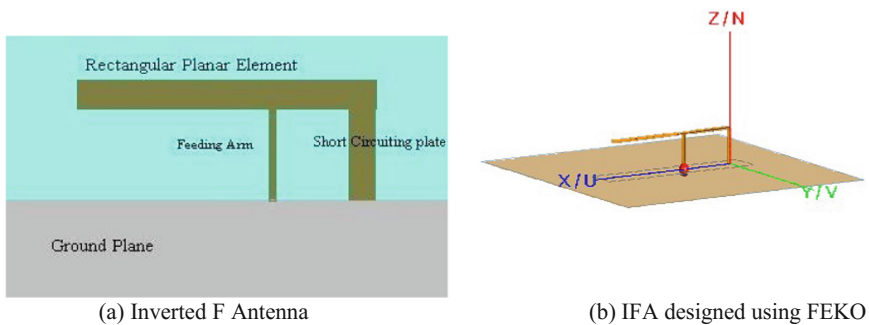 Rectangular Planar Element
Feeding Arm
Short Circuiting plate
Ground Plane
(a) Inverted F Antenna
Z/N
X/U
Y/V
(b) IFA designed using FEKO